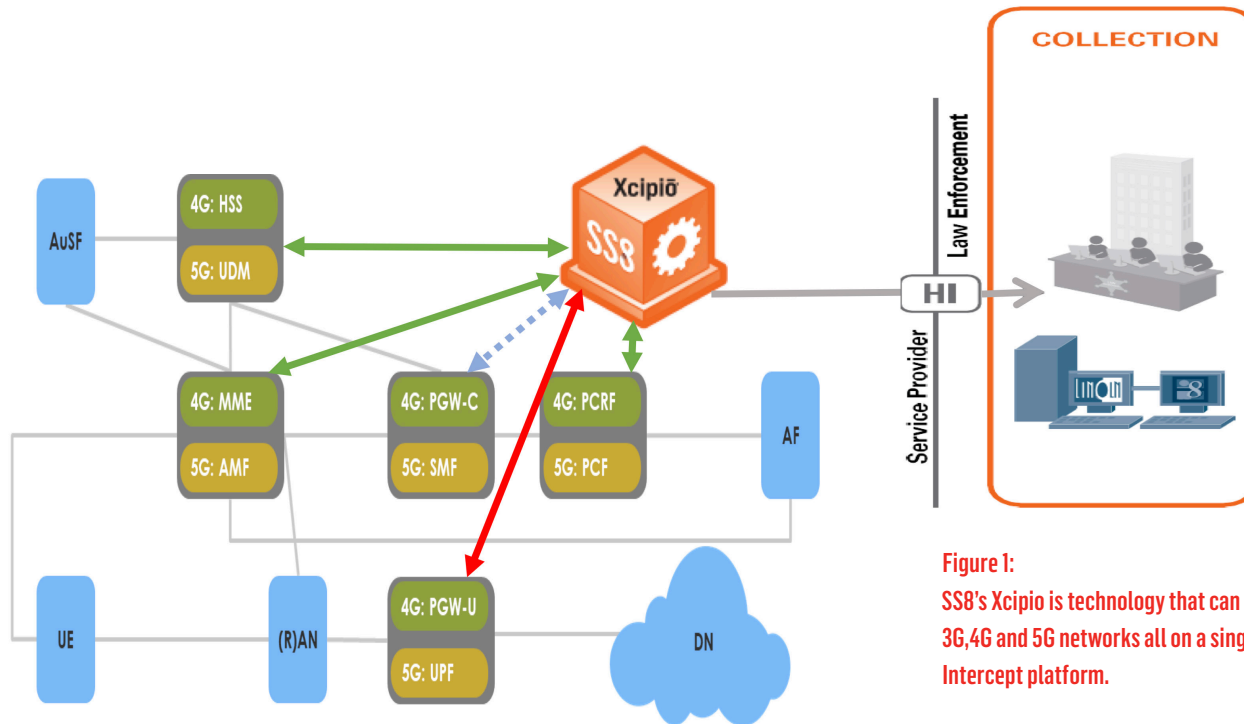 COLLECTION
Law Enforcement
Service Provider
HI
Xcipio
SS8
AuSF
4G: HSS
5G: UDM
4G: MME
5G: AMF
4G: PGW-C
5G: SMF
4G: PCRF
5G: PCF
AF
UE
(R)AN
4G: PGW-U
5G: UPF
DN
Figure 1:
SS8’s Xcipio is technology that can
3G,4G and 5G networks all on a sing
Intercept platform.